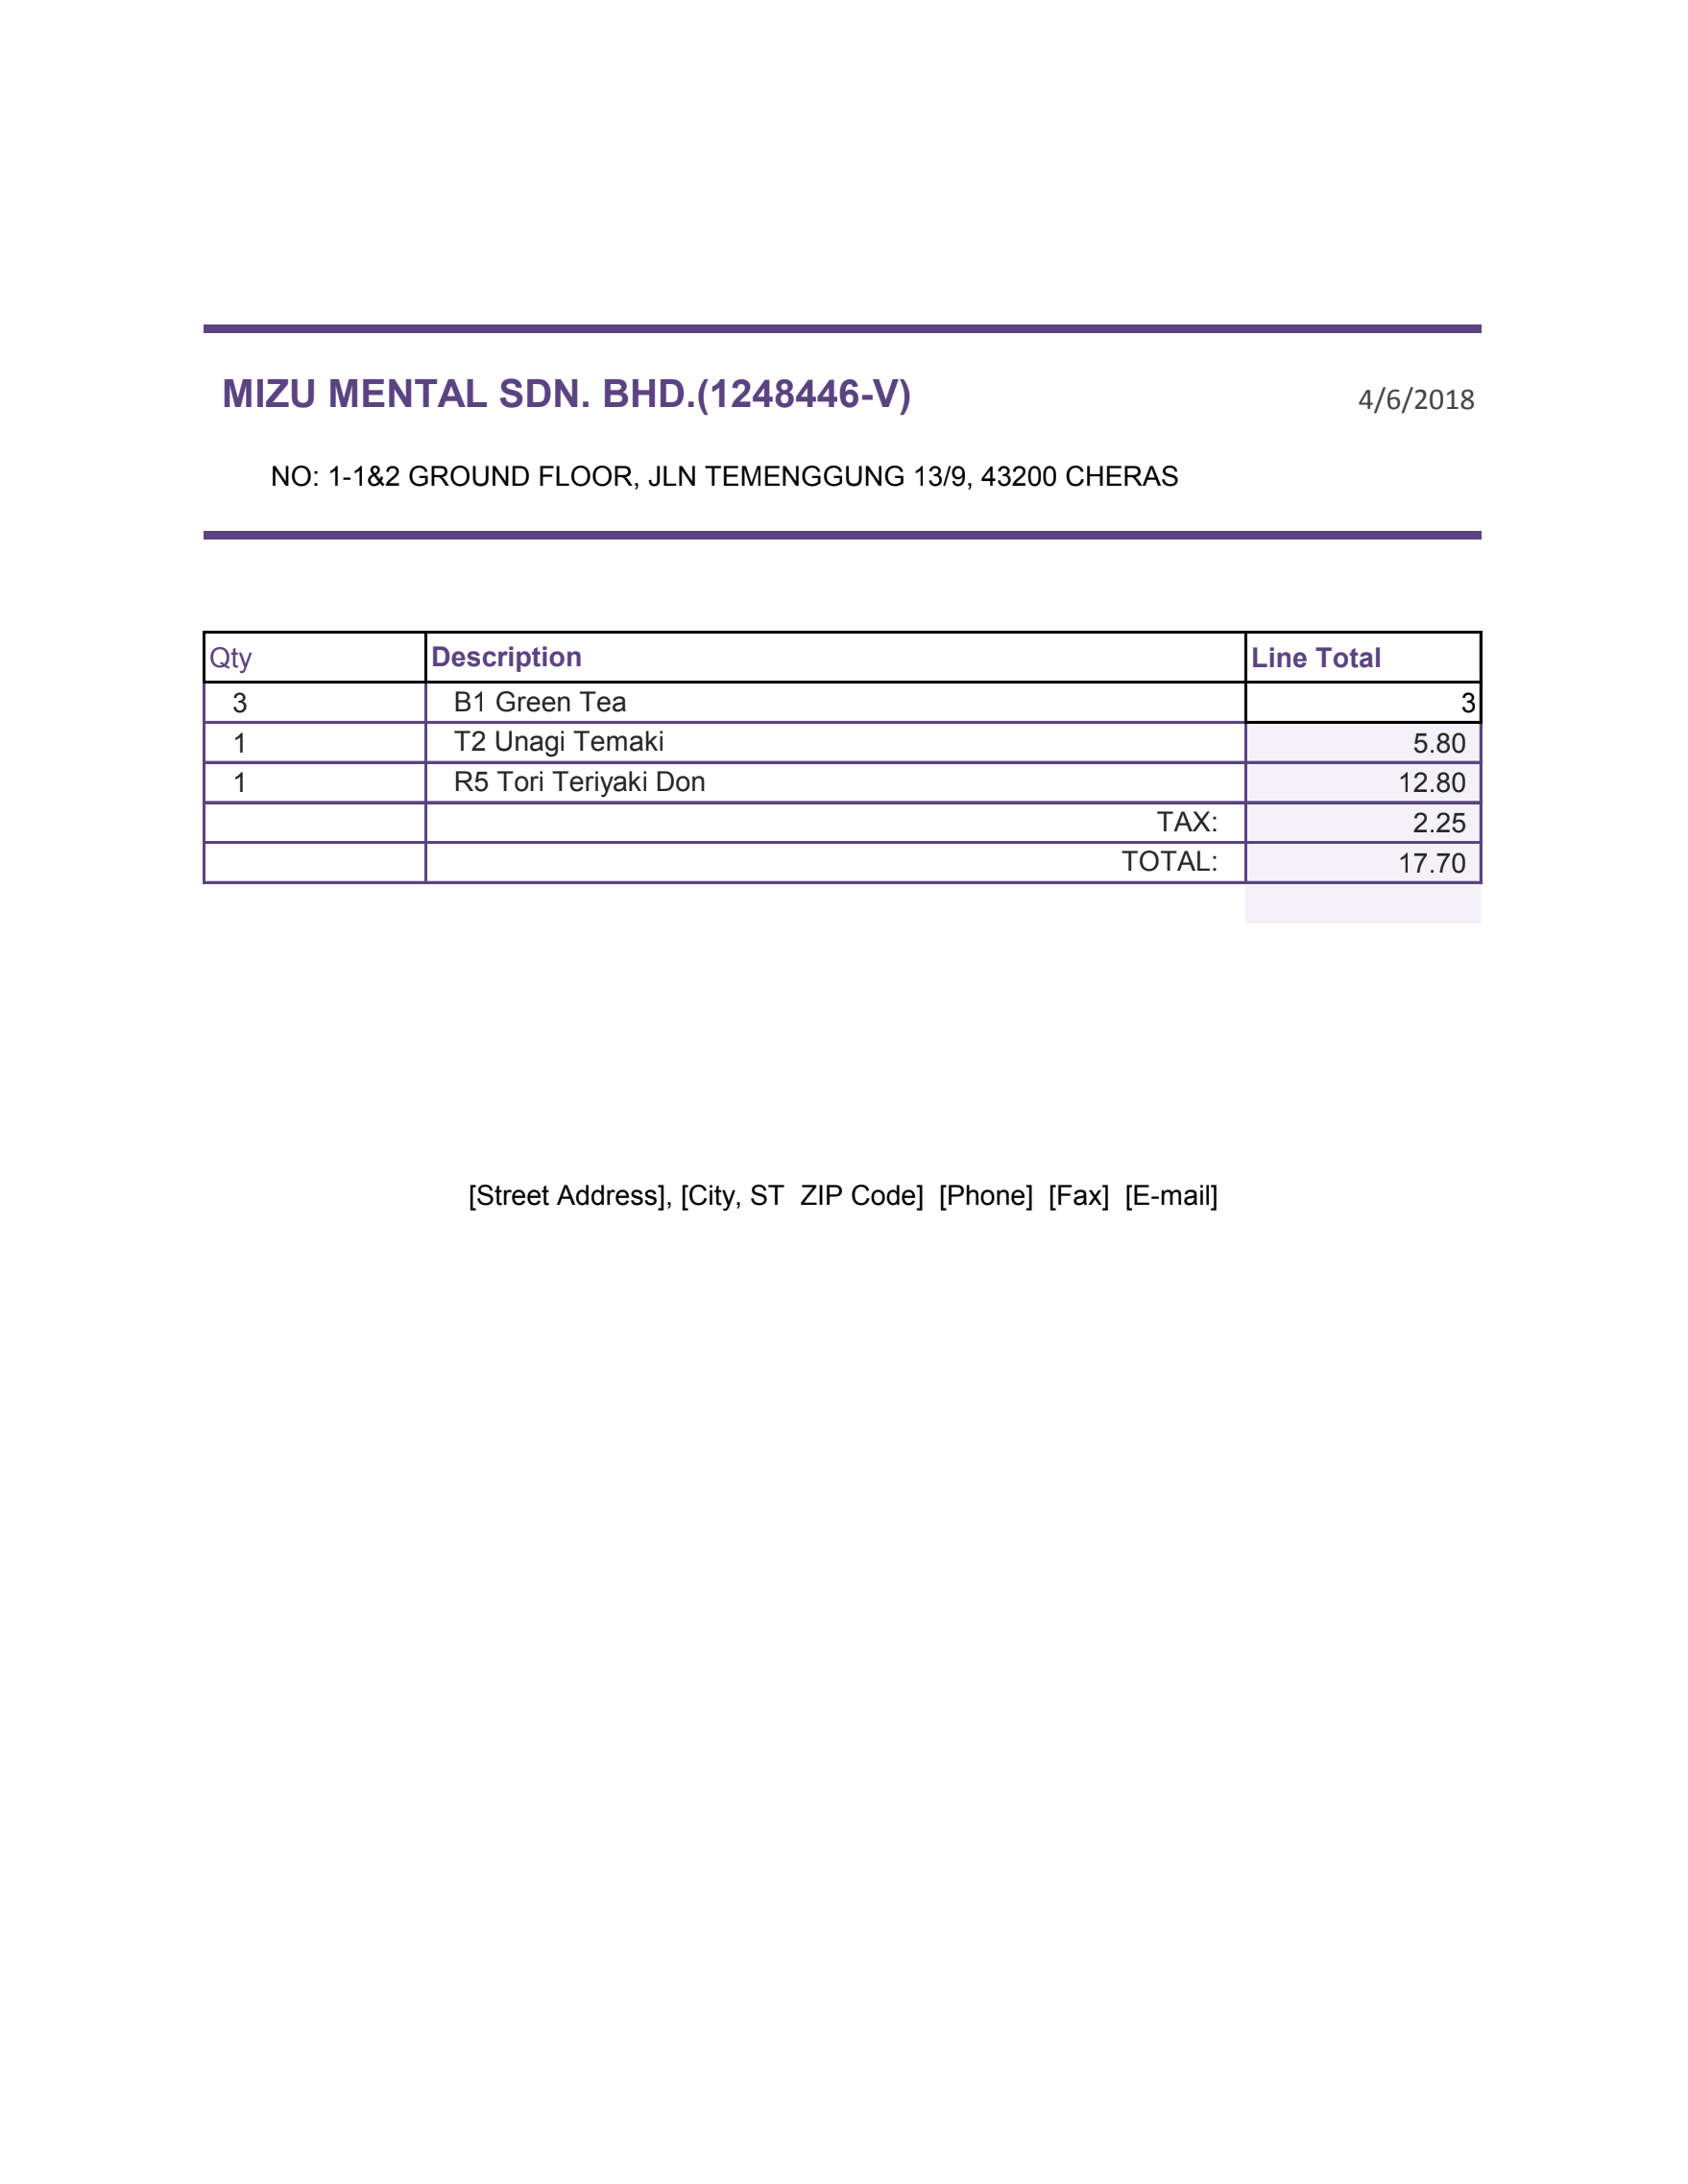 MIZU MENTAL SDN. BHD.(1248446-V) 4/6/2018
NO: 1-1&2 GROUND FLOOR, JLN TEMENGGUNG 13/9, 43200 CHERAS
Qty Description Line Total
3 B1 Green Tea 3
1 T2 Unagi Temaki 5.80
1 R5 Tori Teriyaki Don 12.80
TAX: 2.25
TOTAL: 17.70
[Street Address], [City, ST  ZIP Code]  [Phone]  [Fax]  [E-mail]